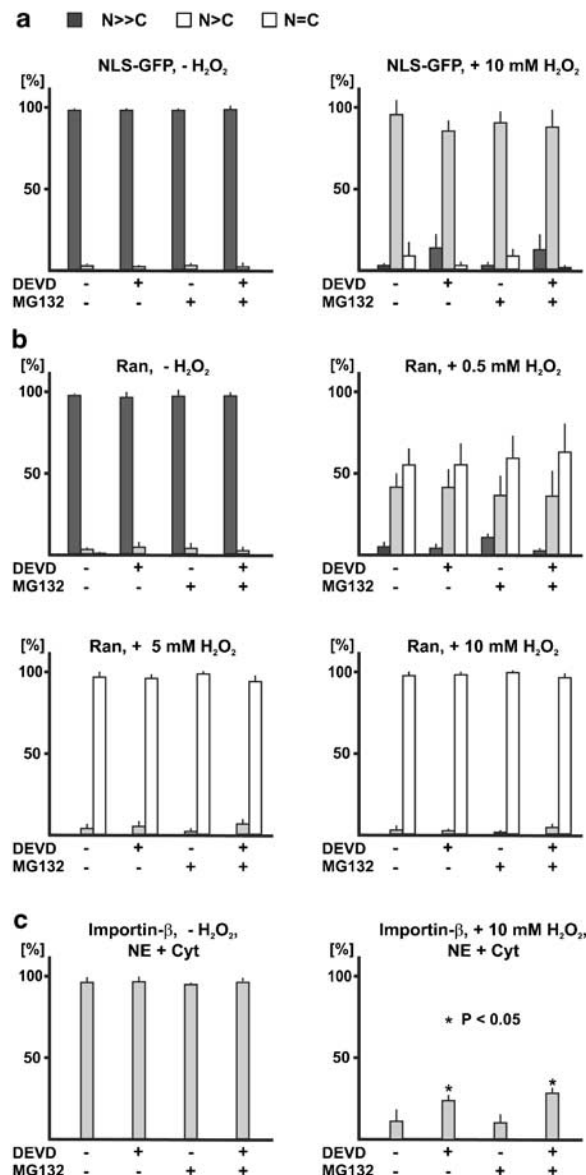 a N>>C N>C N=C
NLS-GFP, - H₂O₂
[%]
100
50
DEVD - + - +
MG132 - - + +
NLS-GFP, + 10 mM H₂O₂
[%]
100
50
DEVD - + - +
MG132 - - + +
b
Ran, - H₂O₂
[%]
100
50
DEVD - + - +
MG132 - - + +
Ran, + 0.5 mM H₂O₂
[%]
100
50
DEVD - + - +
MG132 - - + +
Ran, + 5 mM H₂O₂
[%]
100
50
DEVD - + - +
MG132 - - + +
Ran, + 10 mM H₂O₂
[%]
100
50
DEVD - + - +
MG132 - - + +
c
Importin-β, - H₂O₂,
NE + Cyt
[%]
100
50
DEVD - + - +
MG132 - - + +
Importin-β, + 10 mM H₂O₂,
NE + Cyt
[%]
100
* P < 0.05
50
* *
DEVD - + - +
MG132 - - + +